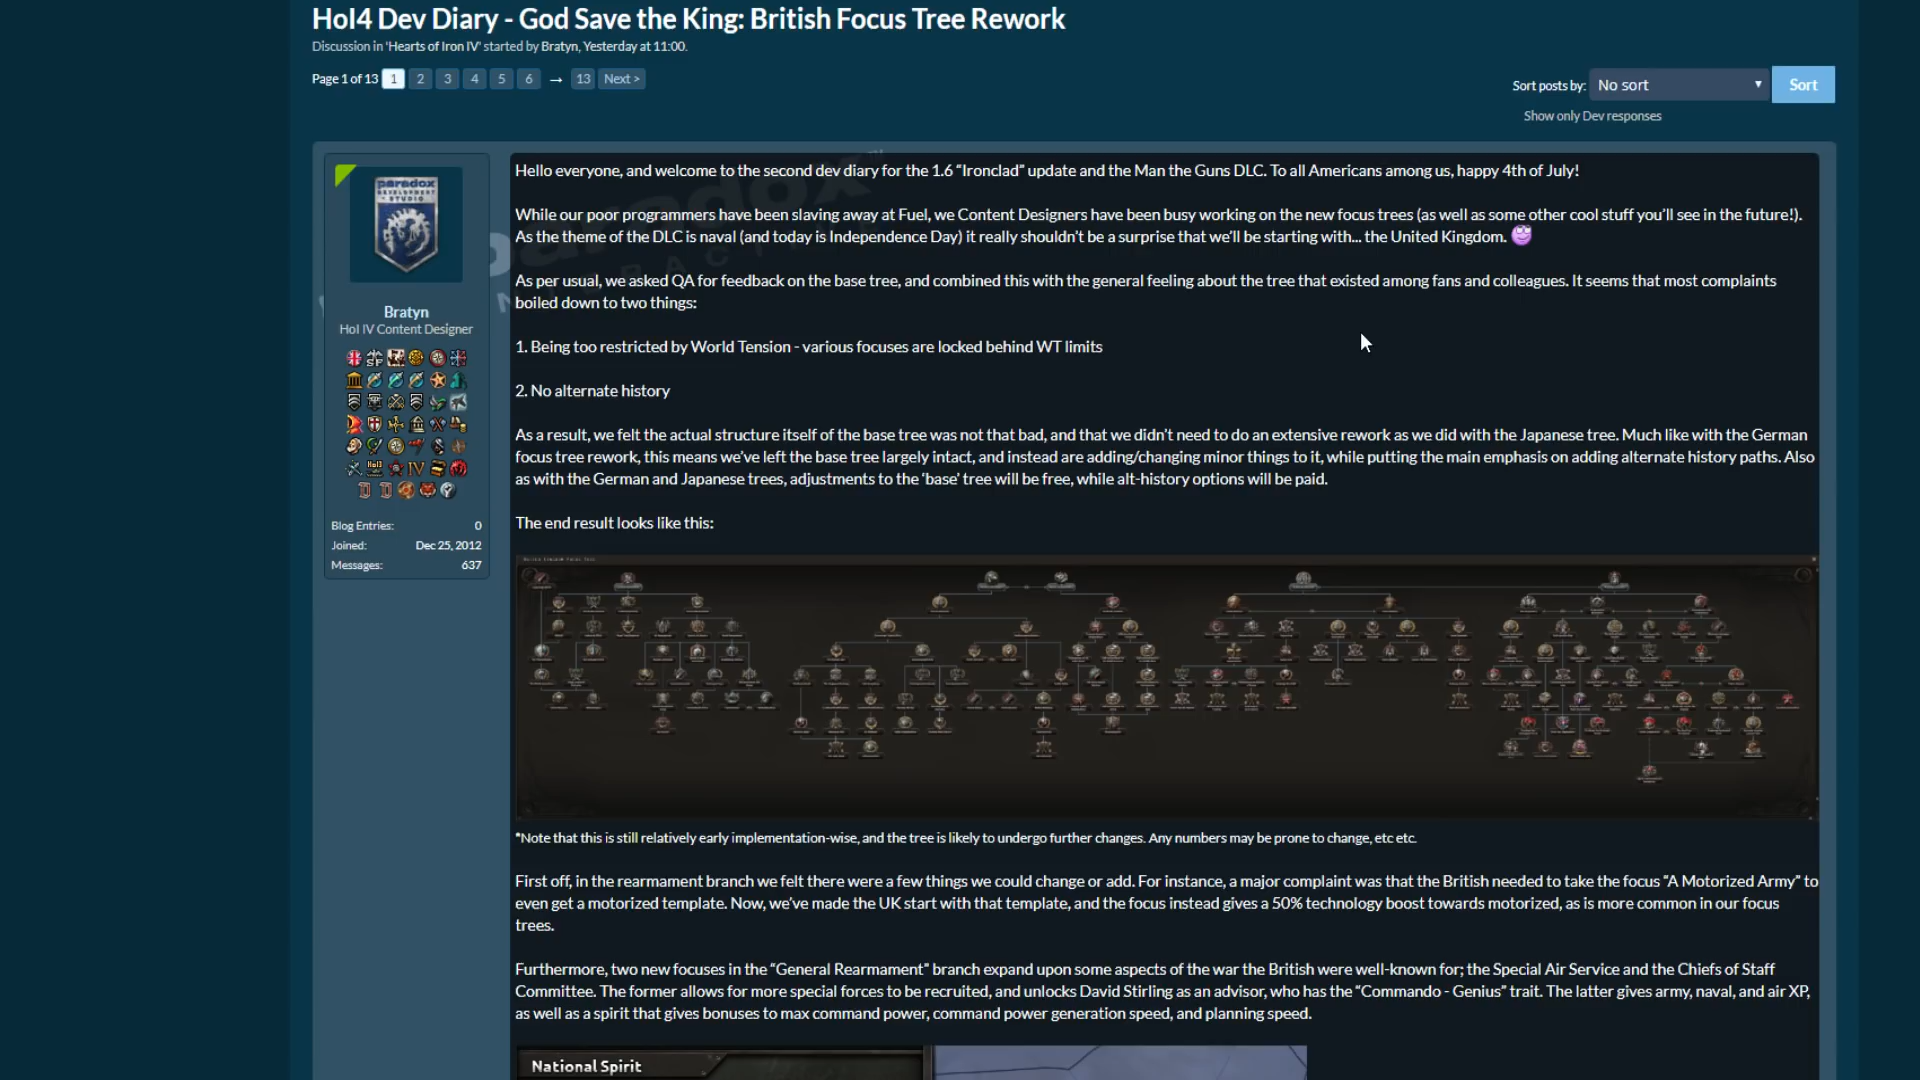 HoI4 Dev Diary - God Save the King: British Focus Tree Rework
Discussion in 'Hearts of Iron IV' started by Bratyn, Yesterday at 11:00.
Page 1 of 13 1 2 3 4 5 6 → 13 Next >
Sort posts by: No sort Sort
Show only Dev responses
paradox
DEVELOPMENT
STUDIO
Bratyn
HoI IV Content Designer
Blog Entries: 0
Joined: Dec 25, 2012
Messages: 637
Hello everyone, and welcome to the second dev diary for the 1.6 “Ironclad” update and the Man the Guns DLC. To all Americans among us, happy 4th of July!
While our poor programmers have been slaving away at Fuel, we Content Designers have been busy working on the new focus trees (as well as some other cool stuff you’ll see in the future!).
As the theme of the DLC is naval (and today is Independence Day) it really shouldn’t be a surprise that we’ll be starting with... the United Kingdom.
As per usual, we asked QA for feedback on the base tree, and combined this with the general feeling about the tree that existed among fans and colleagues. It seems that most complaints
boiled down to two things:
1. Being too restricted by World Tension - various focuses are locked behind WT limits
2. No alternate history
As a result, we felt the actual structure itself of the base tree was not that bad, and that we didn’t need to do an extensive rework as we did with the Japanese tree. Much like with the German
focus tree rework, this means we’ve left the base tree largely intact, and instead are adding/changing minor things to it, while putting the main emphasis on adding alternate history paths. Also
as with the German and Japanese trees, adjustments to the ‘base’ tree will be free, while alt-history options will be paid.
The end result looks like this:
*Note that this is still relatively early implementation-wise, and the tree is likely to undergo further changes. Any numbers may be prone to change, etc etc.
First off, in the rearmament branch we felt there were a few things we could change or add. For instance, a major complaint was that the British needed to take the focus “A Motorized Army” to
even get a motorized template. Now, we’ve made the UK start with that template, and the focus instead gives a 50% technology boost towards motorized, as is more common in our focus
trees.
Furthermore, two new focuses in the “General Rearmament” branch expand upon some aspects of the war the British were well-known for; the Special Air Service and the Chiefs of Staff
Committee. The former allows for more special forces to be recruited, and unlocks David Stirling as an advisor, who has the “Commando - Genius” trait. The latter gives army, naval, and air XP,
as well as a spirit that gives bonuses to max command power, command power generation speed, and planning speed.
National Spirit